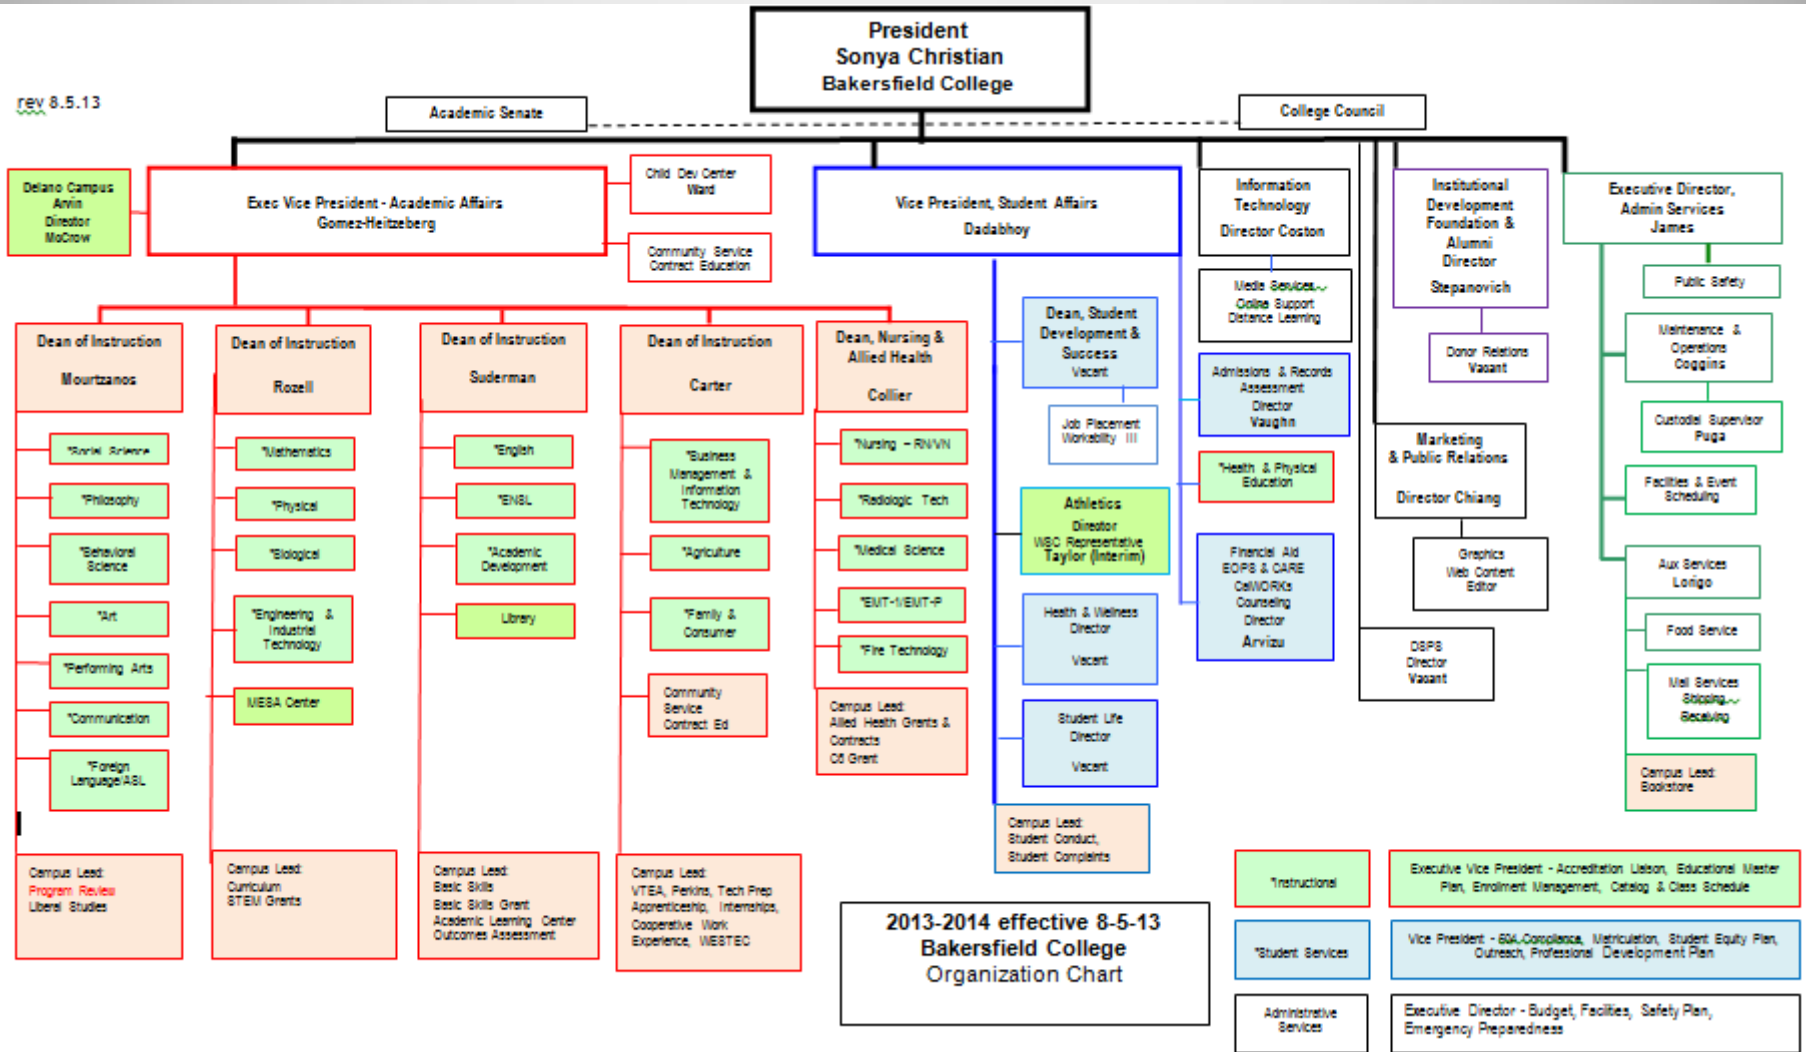 President
Sonya Christian
Bakersfield College
rev 8.5.13
Academic Senate
College Council
Delano Campus
Arvin
Director
McCrow
Exec Vice President - Academic Affairs
Gomez-Heitzeberg
Child Dev Center
Ward
Community Service
Contract Education
Vice President, Student Affairs
Dadabhoy
Information
Technology
Director Coston
Media Services
Online Support
Distance Learning
Institutional
Development
Foundation &
Alumni
Director
Stepanovich
Donor Relations
Vacant
Executive Director,
Admin Services
James
Public Safety
Maintenance &
Operations
Coggins
Custodial Supervisor
Puga
Facilities & Event
Scheduling
Aux Services
Lorigo
Food Service
Mail Services
Shipping
Receiving
Campus Lead:
Bookstore
Dean of Instruction
Mourtzanos
*Social Science
*Philosophy
*Behavioral
Science
*Art
*Performing Arts
*Communication
*Foreign
Language/ASL
Campus Lead:
Program Review
Liberal Studies
Dean of Instruction
Rozell
*Mathematics
*Physical
*Biological
*Engineering &
Industrial
Technology
MESA Center
Campus Lead:
Curriculum
STEM Grants
Dean of Instruction
Suderman
*English
*ENSL
*Academic
Development
Library
Campus Lead:
Basic Skills
Basic Skills Grant
Academic Learning Center
Outcomes Assessment
Dean of Instruction
Carter
*Business
Management &
Information
Technology
*Agriculture
*Family &
Consumer
Community
Service
Contract Ed
Campus Lead:
VTEA, Perkins, Tech Prep
Apprenticeship, Internships,
Cooperative Work
Experience, WESTEC
Dean, Nursing &
Allied Health
Collier
*Nursing – RN/VN
*Radiologic Tech
*Medical Science
*EMT-1/EMT-P
*Fire Technology
Campus Lead:
Allied Health Grants &
Contracts
C6 Grant
Dean, Student
Development &
Success
Vacant
Job Placement
Workability III
Athletics
Director
WSC Representative
Taylor (Interim)
Health & Wellness
Director
Vacant
Student Life
Director
Vacant
Campus Lead:
Student Conduct,
Student Complaints
Admissions & Records
Assessment
Director
Vaughn
*Health & Physical
Education
Financial Aid
EOPS & CARE
CalWORKs
Counseling
Director
Arvizu
Marketing
& Public Relations
Director Chiang
Graphics
Web Content
Editor
DSPS
Director
Vacant
2013-2014 effective 8-5-13
Bakersfield College
Organization Chart
*Instructional
Executive Vice President - Accreditation Liaison, Educational Master
Plan, Enrolment Management, Catalog & Class Schedule
*Student Services
Vice President - 504 Compliance, Matriculation, Student Equity Plan,
Outreach, Professional Development Plan
Administrative
Services
Executive Director - Budget, Facilities, Safety Plan,
Emergency Preparedness